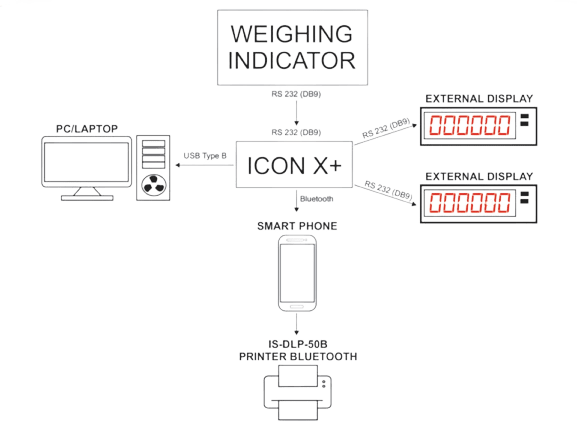 WEIGHING
INDICATOR
RS 232 (DB9)
EXTERNAL DISPLAY
000000
RS 232 (DB9)
PC/LAPTOP
RS 232 (DB9)
USB Type B
ICON X+
EXTERNAL DISPLAY
000000
RS 232 (DB9)
Bluetooth
SMART PHONE
IS-DLP-50B
PRINTER BLUETOOTH